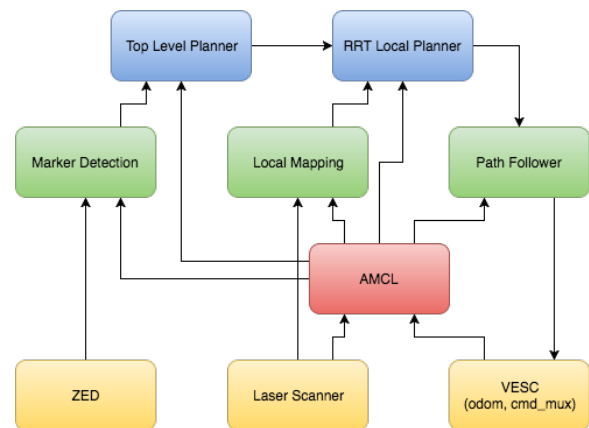 Top Level Planner
RRT Local Planner
Marker Detection
Local Mapping
Path Follower
AMCL
ZED
Laser Scanner
VESC
(odom, cmd_mux)